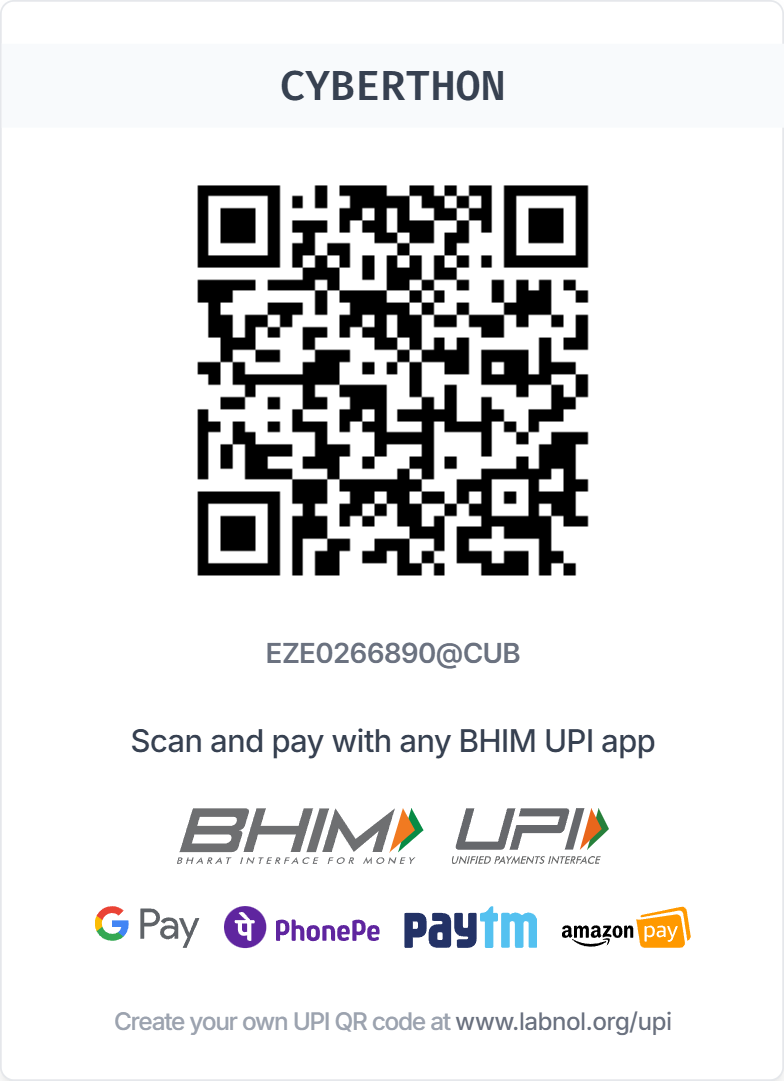 CYBERTHON
EZE0266890@CUB
Scan and pay with any BHIM UPI app
BHIM UPI
BHARAT INTERFACE FOR MONEY UNIFIED PAYMENTS INTERFACE
G Pay पे PhonePe paytm amazon pay
Create your own UPI QR code at www.labnol.org/upi